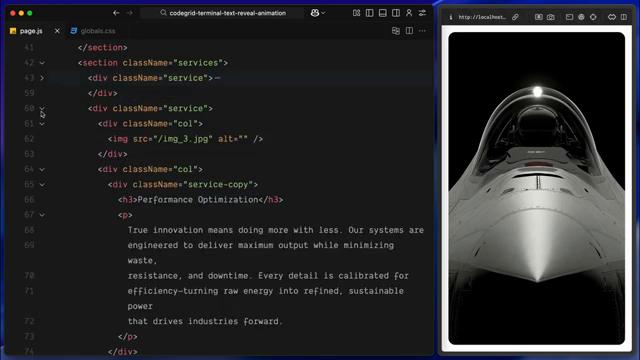 codegrid-terminal-text-reveal-animation
page.js
globals.css
http://localhost..
41 </section>
42 <section className="services">
43 <div className="service">
59 </div>
60 <div className="service">
61 <div className="col">
62 <img src="/img_3.jpg" alt="" />
63 </div>
64 <div className="col">
65 <div className="service-copy">
66 <h3>Performance Optimization</h3>
67 <p>
68 True innovation means doing more with less. Our systems are
69 engineered to deliver maximum output while minimizing
waste,
70 resistance, and downtime. Every detail is calibrated for
71 efficiency-turning raw energy into refined, sustainable
power
72 that drives industries forward.
73 </p>
74 </div>